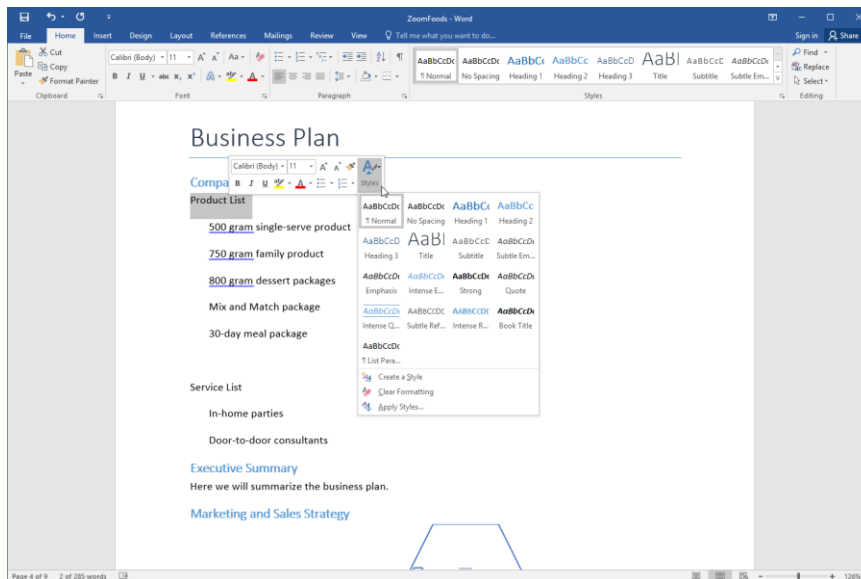 ZoomFoods - Word
File Home Insert Design Layout References Mailings Review View Tell me what you want to do... Sign in Share
Paste
Cut
Copy
Format Painter
Clipboard
Calibri (Body) 11 A A Aa
B I U abc x₂ x² A ab A
Font
Paragraph
AaBbCcDc AaBbCcDc AaBbCc AaBbCc AaBbCcD AaBl AaBbCcC AaBbCcDc
¶ Normal No Spacing Heading 1 Heading 2 Heading 3 Title Subtitle Subtle Em...
Styles
Find
Replace
Select
Editing
Business Plan
Calibri (Body) 11 A A
B I U ab A Styles
Compa
Product List
500 gram single-serve product
750 gram family product
800 gram dessert packages
Mix and Match package
30-day meal package
Service List
In-home parties
Door-to-door consultants
Executive Summary
Here we will summarize the business plan.
Marketing and Sales Strategy
AaBbCcDc AaBbCcDc AaBbCc AaBbCc
¶ Normal No Spacing Heading 1 Heading 2
AaBbCcD AaBl AaBbCcC AaBbCcDc
Heading 3 Title Subtitle Subtle Em...
AaBbCcDc AaBbCcDc AaBbCcDc AaBbCcDc
Emphasis Intense E... Strong Quote
AaBbCcDc AaBbCcDc AaBbCcDc AaBbCcDc
Intense Q... Subtle Ref... Intense R... Book Title
AaBbCcDc
¶ List Para...
Create a Style
Clear Formatting
Apply Styles...
Page 4 of 9 2 of 285 words 126%